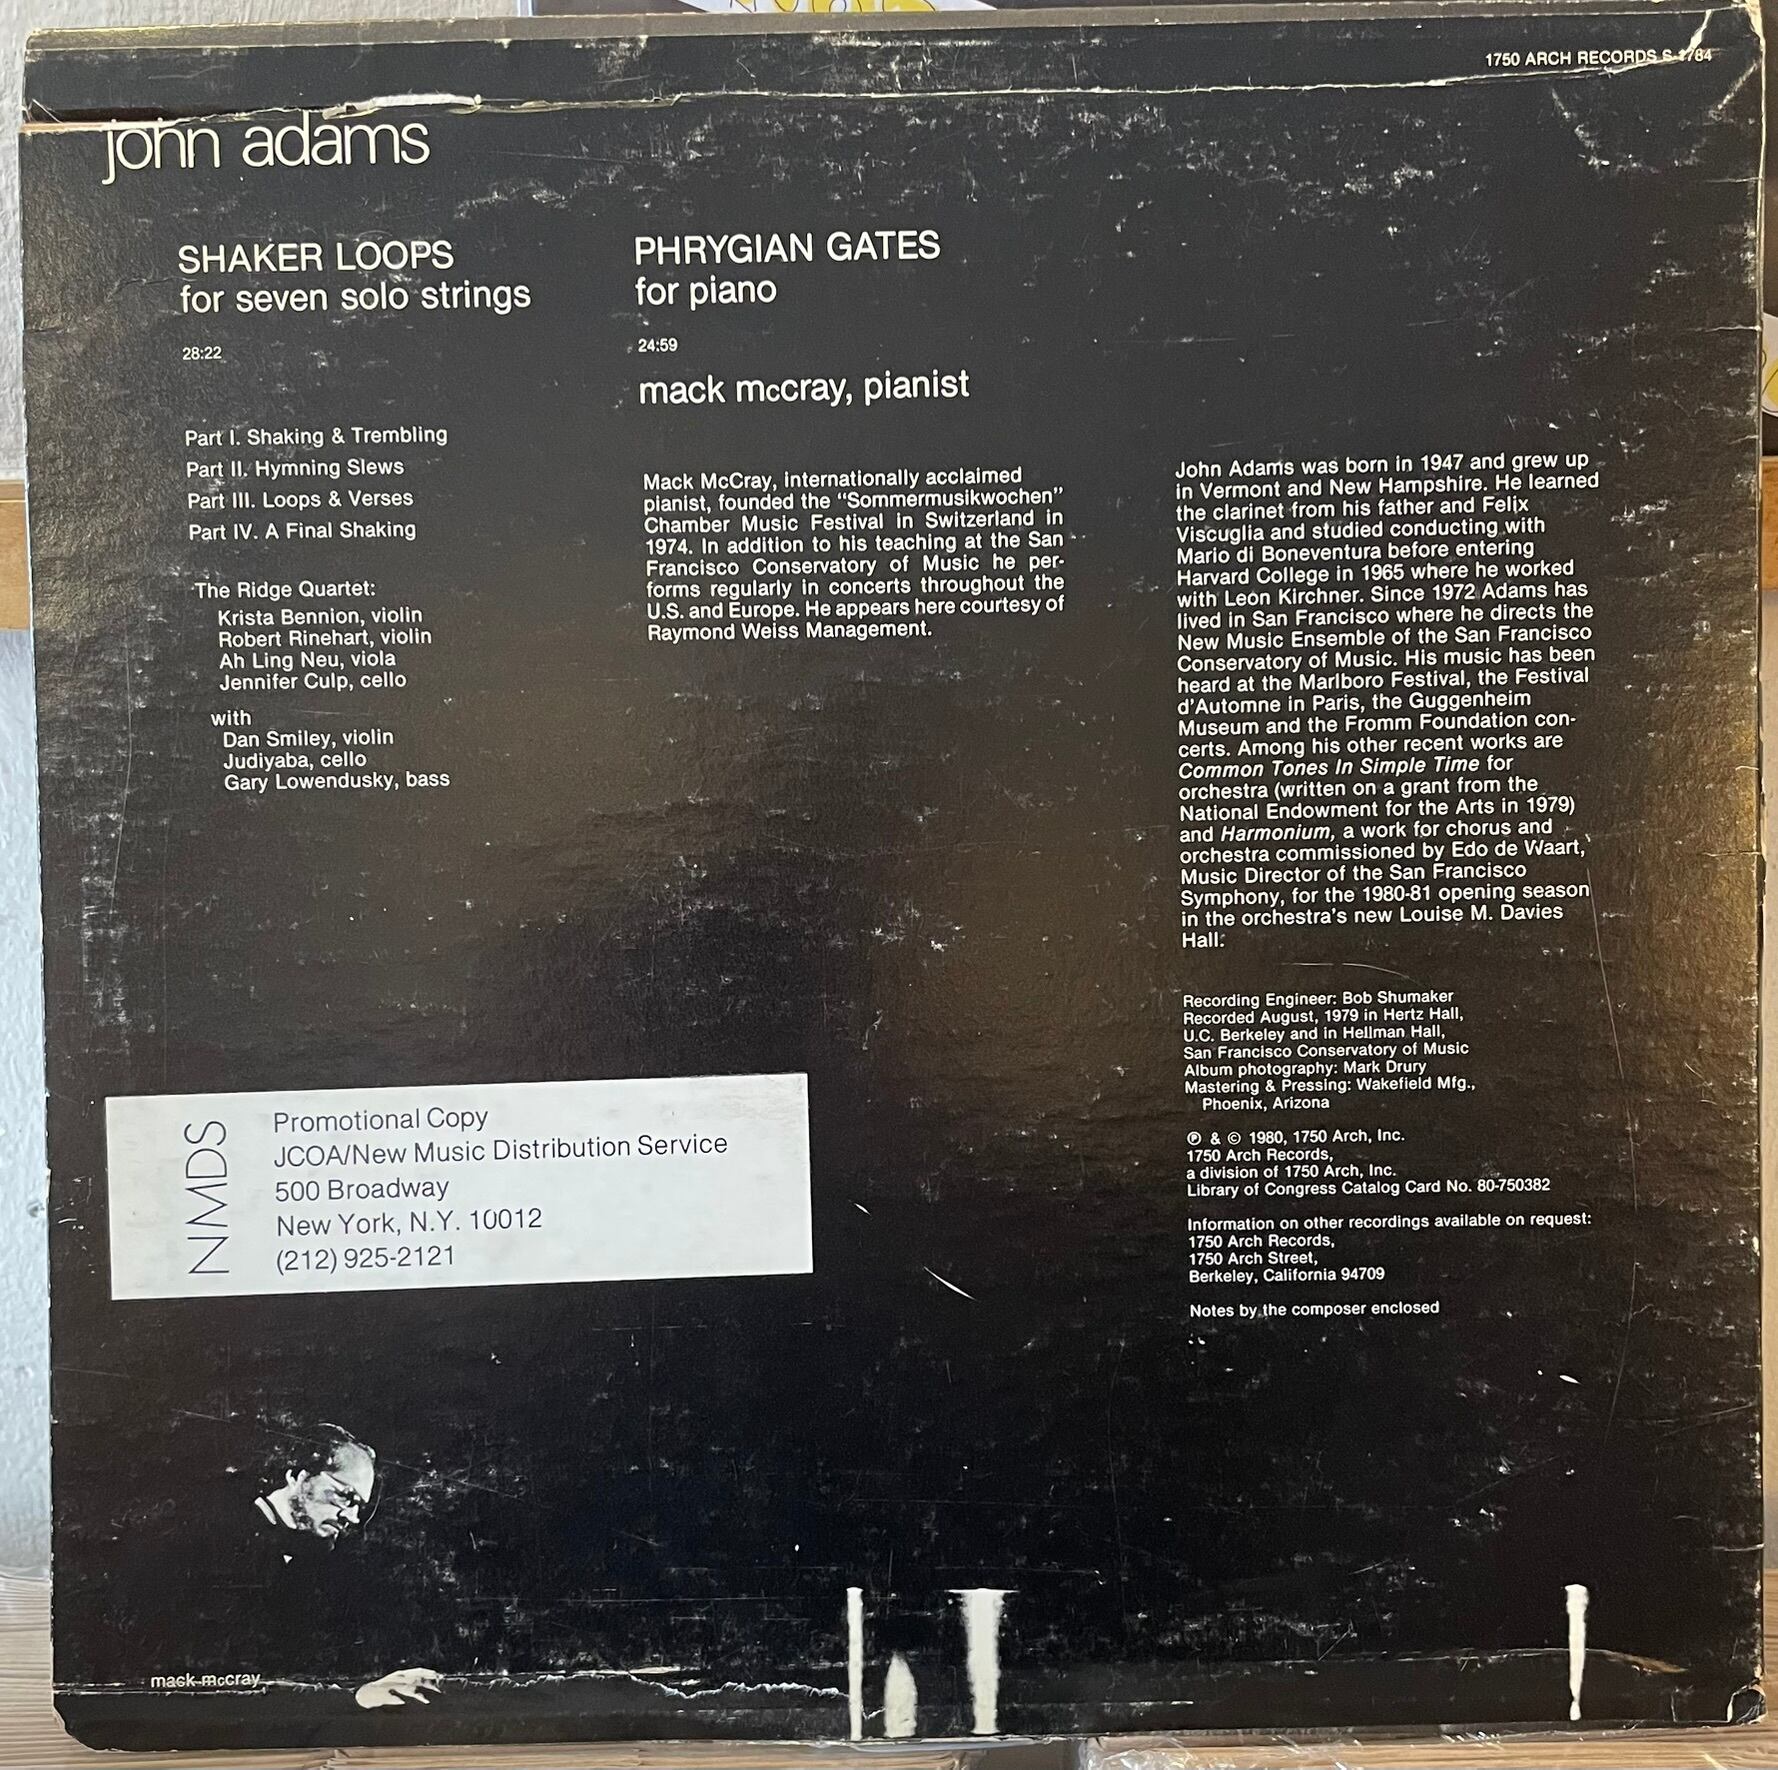 1750 ARCH RECORDS S-1784
john adams
SHAKER LOOPS
for seven solo strings
28:22
Part I. Shaking & Trembling
Part II. Hymning Slews
Part III. Loops & Verses
Part IV. A Final Shaking
The Ridge Quartet:
Krista Bennion, violin
Robert Rinehart, violin
Ah Ling Neu, viola
Jennifer Culp, cello
with
Dan Smiley, violin
Judiyaba, cello
Gary Lowendusky, bass
PHRYGIAN GATES
for piano
24:59
mack mccray, pianist
Mack McCray, internationally acclaimed
pianist, founded the “Sommermusikwochen”
Chamber Music Festival in Switzerland in
1974. In addition to his teaching at the San
Francisco Conservatory of Music he per-
forms regularly in concerts throughout the
U.S. and Europe. He appears here courtesy of
Raymond Weiss Management.
John Adams was born in 1947 and grew up
in Vermont and New Hampshire. He learned
the clarinet from his father and Felix
Viscuglia and studied conducting with
Mario di Boneventura before entering
Harvard College in 1965 where he worked
with Leon Kirchner. Since 1972 Adams has
lived in San Francisco where he directs the
New Music Ensemble of the San Francisco
Conservatory of Music. His music has been
heard at the Marlboro Festival, the Festival
d’Automne in Paris, the Guggenheim
Museum and the Fromm Foundation con-
certs. Among his other recent works are
Common Tones In Simple Time for
orchestra (written on a grant from the
National Endowment for the Arts in 1979)
and Harmonium, a work for chorus and
orchestra commissioned by Edo de Waart,
Music Director of the San Francisco
Symphony, for the 1980-81 opening season
in the orchestra’s new Louise M. Davies
Hall.
Recording Engineer: Bob Shumaker
Recorded August, 1979 in Hertz Hall,
U.C. Berkeley and in Hellman Hall,
San Francisco Conservatory of Music
Album photography: Mark Drury
Mastering & Pressing: Wakefield Mfg.,
Phoenix, Arizona
℗ & © 1980, 1750 Arch, Inc.
1750 Arch Records,
a division of 1750 Arch, Inc.
Library of Congress Catalog Card No. 80-750382
Information on other recordings available on request:
1750 Arch Records,
1750 Arch Street,
Berkeley, California 94709
Notes by the composer enclosed
NMDS
Promotional Copy
JCOA/New Music Distribution Service
500 Broadway
New York, N.Y. 10012
(212) 925-2121
mack mccray